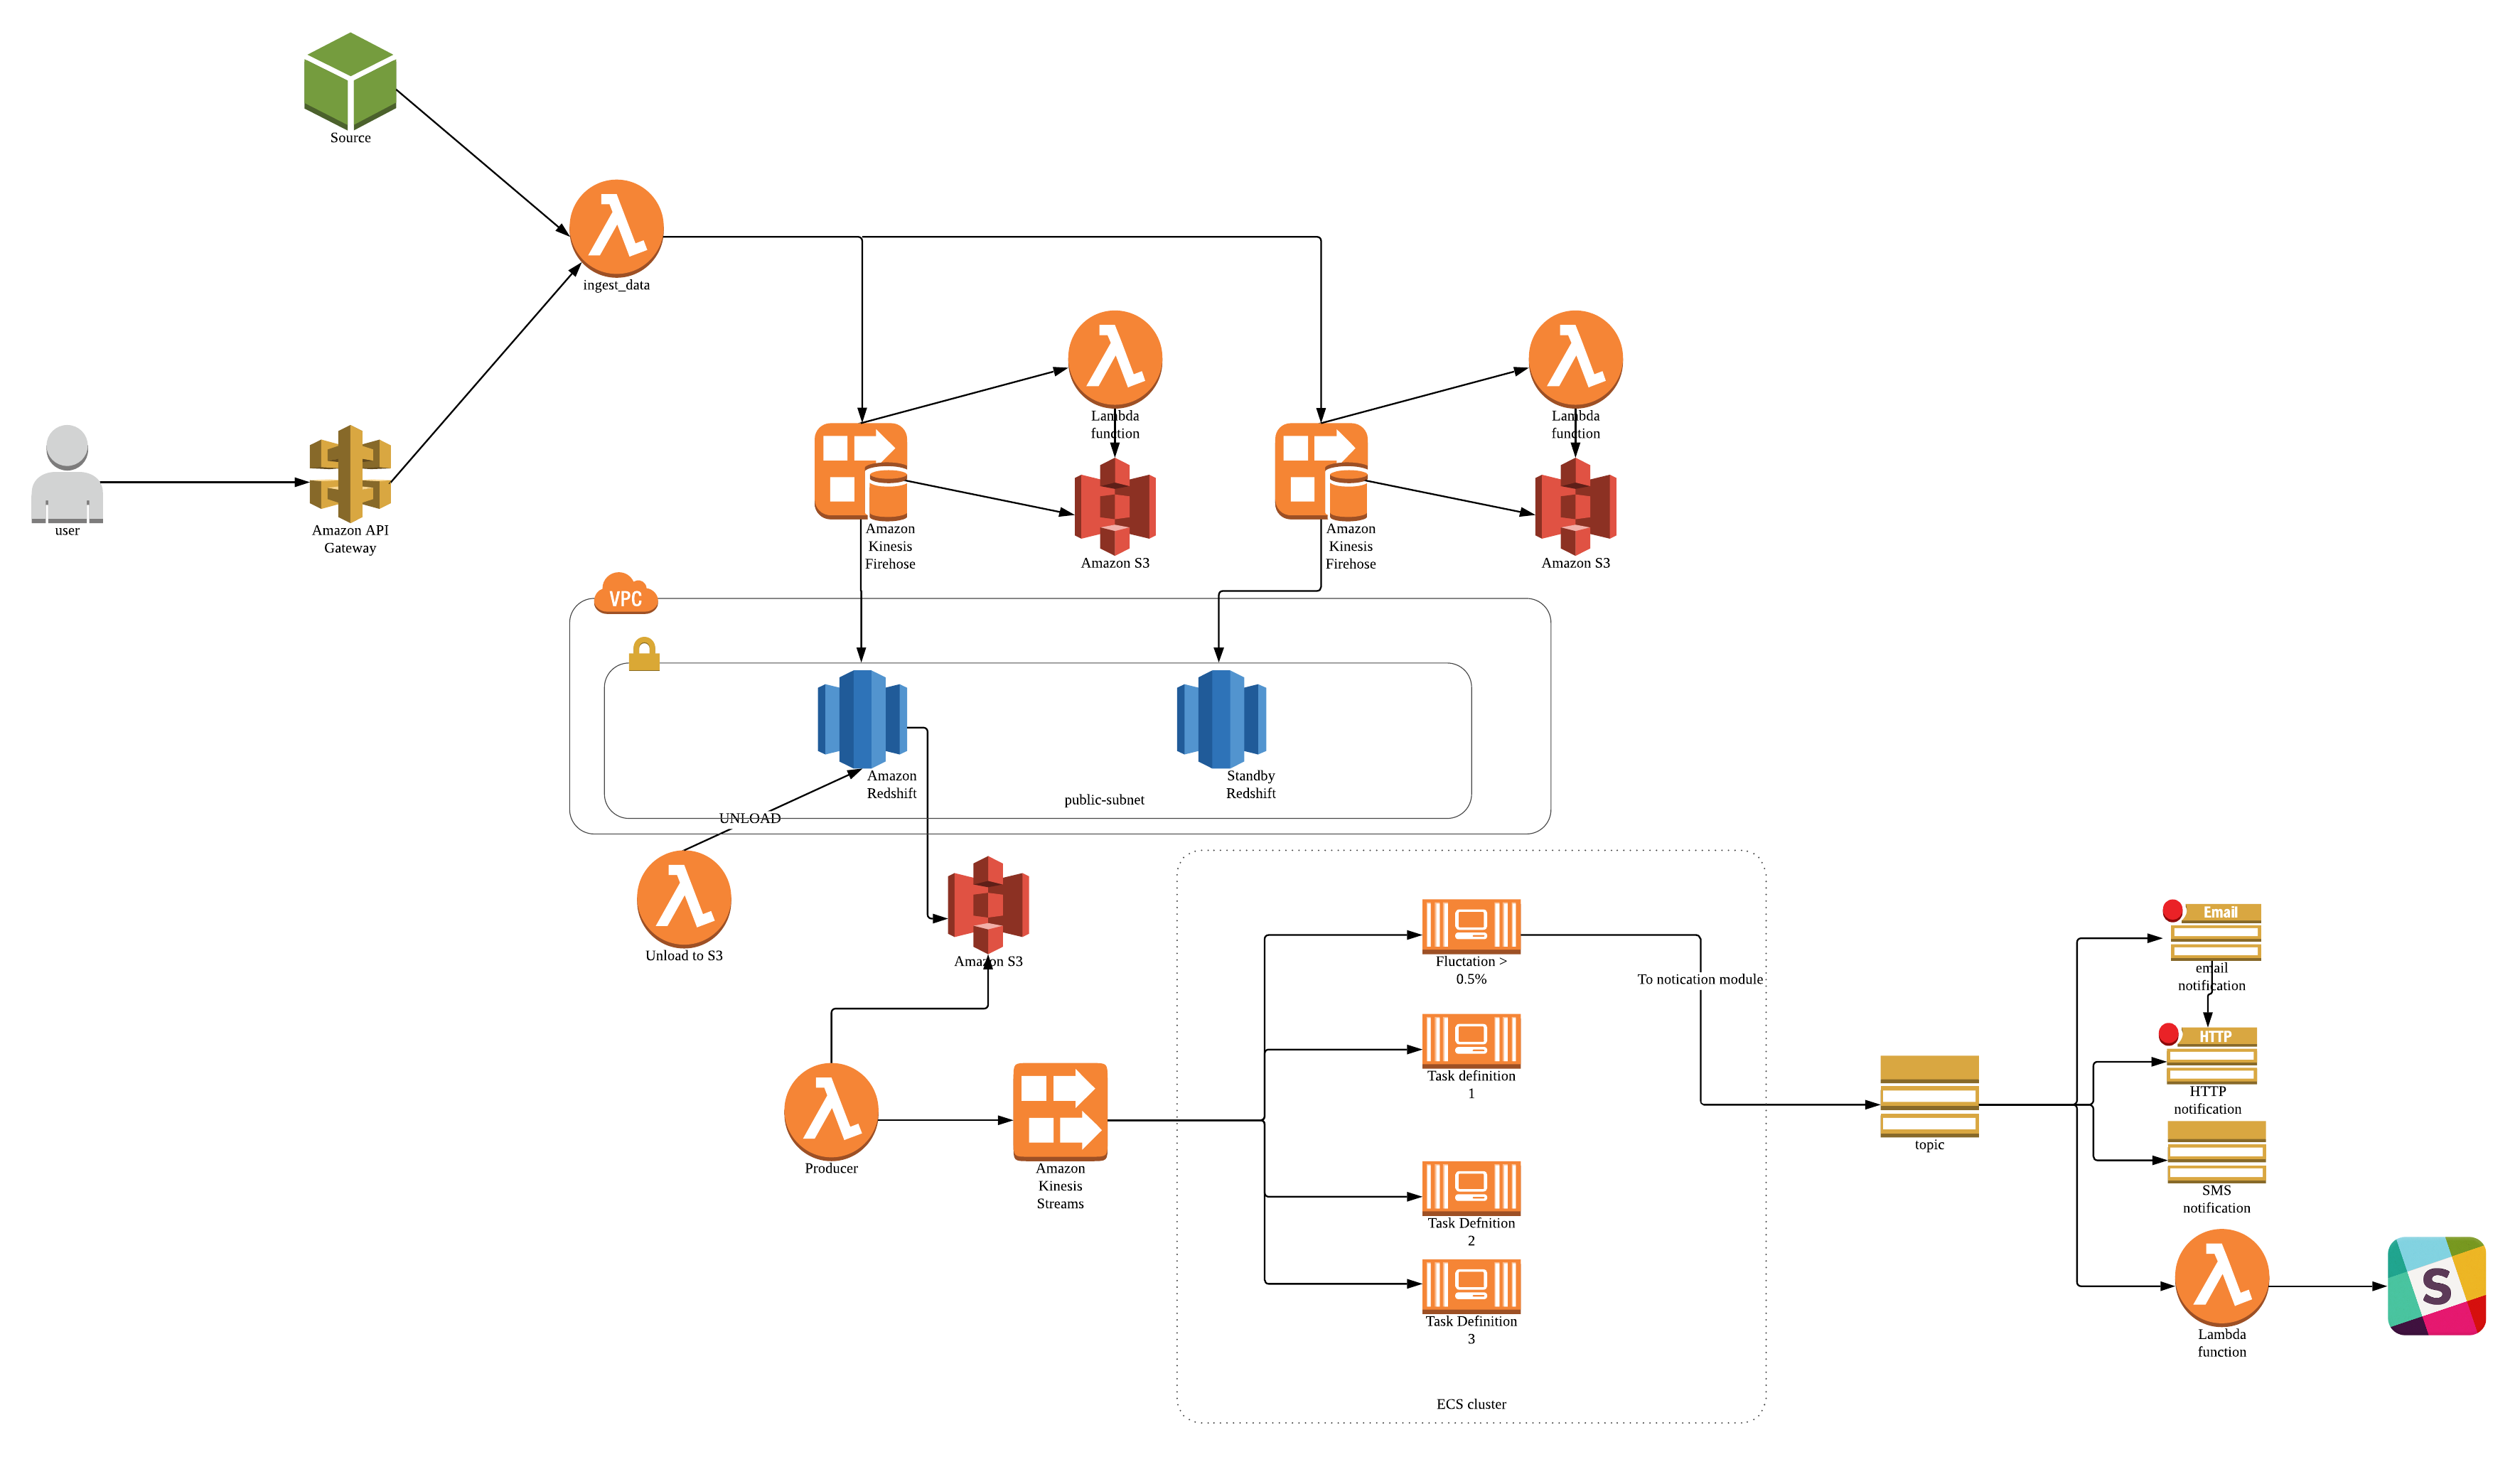 Source
ingest_data
user
Amazon API
Gateway
Lambda
function
Amazon S3
Amazon
Kinesis
Firehose
Lambda
function
Amazon S3
Amazon
Kinesis
Firehose
VPC
Amazon
Redshift
Standby
Redshift
public-subnet
UNLOAD
Unload to S3
Amazon S3
Producer
Amazon
Kinesis
Streams
Fluctation >
0.5%
To notication module
Task definition
1
Task Defnition
2
Task Definition
3
ECS cluster
topic
Email
email
notification
HTTP
HTTP
notification
SMS
notification
Lambda
function
S